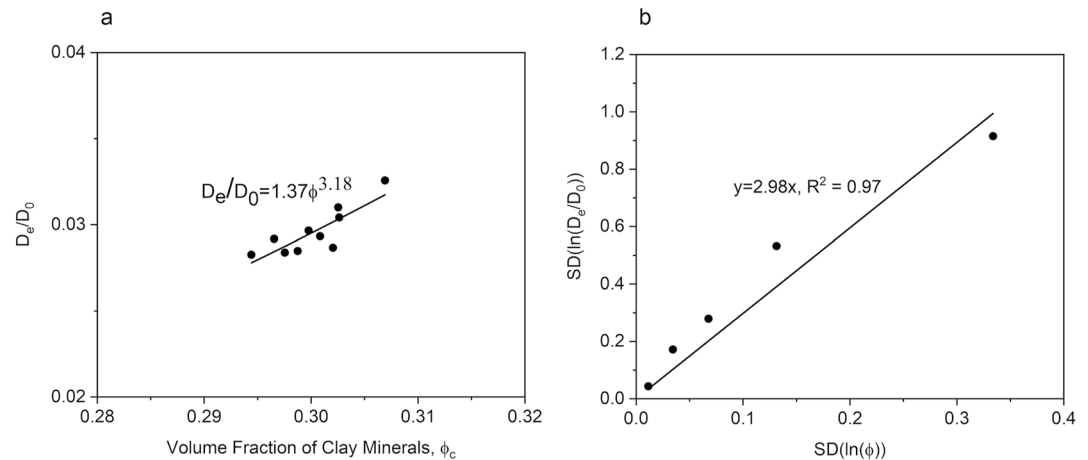 a
0.04
0.03
0.02
Dₑ/D₀
Dₑ/D₀=1.37ϕ³·¹⁸
0.28
0.29
0.30
0.31
0.32
Volume Fraction of Clay Minerals, ϕ꜀
b
1.2
1.0
0.8
0.6
0.4
0.2
0.0
SD(ln(Dₑ/D₀))
y=2.98x, R² = 0.97
0.0
0.1
0.2
0.3
0.4
SD(ln(ϕ))